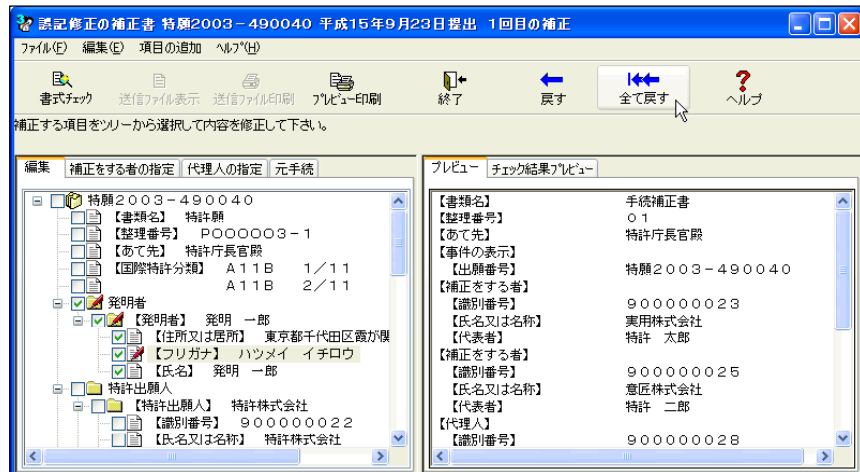 誤記修正の補正書 特願2003-490040 平成15年9月23日提出 1回目の補正
ファイル(F) 編集(E) 項目の追加 ヘルプ(H)
書式チェック 送信ファイル表示 送信ファイル印刷 プレビュー印刷 終了 戻す 全て戻す ヘルプ
補正する項目をツリーから選択して内容を修正して下さい。
編集 補正をする者の指定 代理人の指定 元手続
特願2003-490040
【書類名】 特許願
【整理番号】 P000003-1
【あて先】 特許庁長官殿
【国際特許分類】 A11B 1/11
A11B 2/11
発明者
【発明者】 発明 一郎
【住所又は居所】 東京都千代田区霞が関
【フリガナ】 ハツメイ イチロウ
【氏名】 発明 一郎
特許出願人
【特許出願人】 特許株式会社
【識別番号】 900000022
【氏名又は名称】 特許株式会社
プレビュー チェック結果プレビュー
【書類名】 手続補正書
【整理番号】 01
【あて先】 特許庁長官殿
【事件の表示】
【出願番号】 特願2003-490040
【補正をする者】
【識別番号】 900000023
【氏名又は名称】 実用株式会社
【代表者】 特許 太郎
【補正をする者】
【識別番号】 900000025
【氏名又は名称】 意匠株式会社
【代表者】 特許 二郎
【代理人】
【識別番号】 900000028